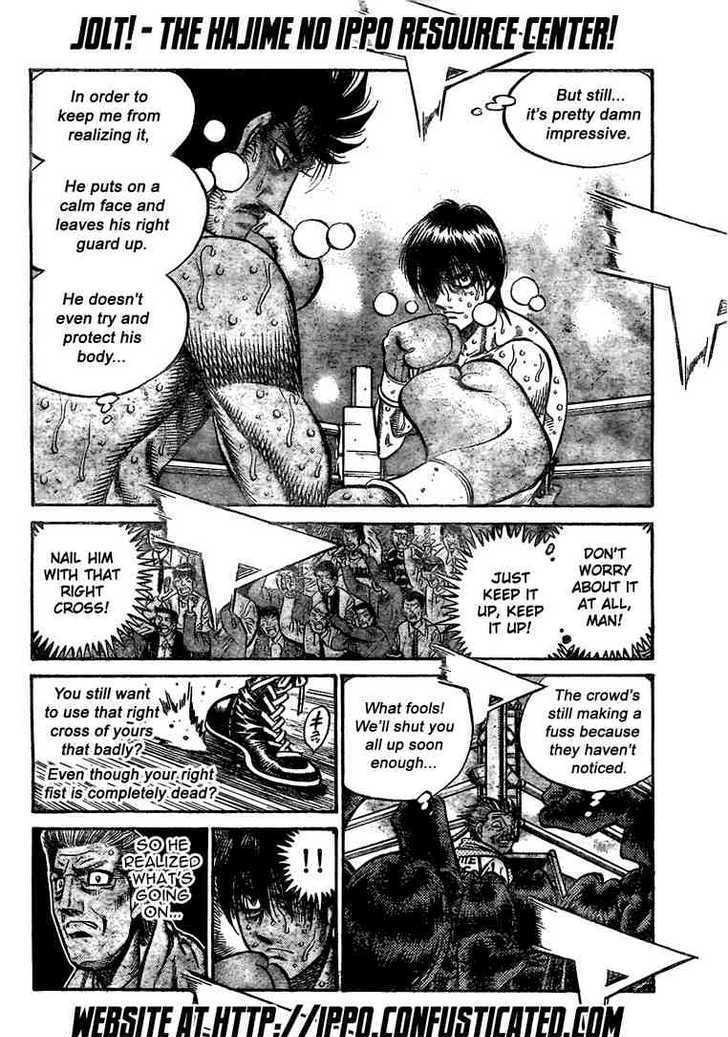 JOLT! - THE HAJIME NO IPPO RESOURCE CENTER!
But still...
it's pretty damn
impressive.
In order to
keep me from
realizing it,
He puts on a
calm face and
leaves his right
guard up.
He doesn't
even try and
protect his
body...
DON'T
WORRY
ABOUT IT
AT ALL,
MAN!
JUST
KEEP IT
UP, KEEP
IT UP!
NAIL HIM
WITH THAT
RIGHT
CROSS!
The crowd's
still making a
fuss because
they haven't
noticed.
What fools!
We'll shut you
all up soon
enough...
You still want
to use that right
cross of yours
that badly?
Even though your right
fist is completely dead?
!!
SO HE
REALIZED
WHAT'S
GOING
ON...
WEBSITE AT HTTP://IPPO.CONFUSTICATED.COM